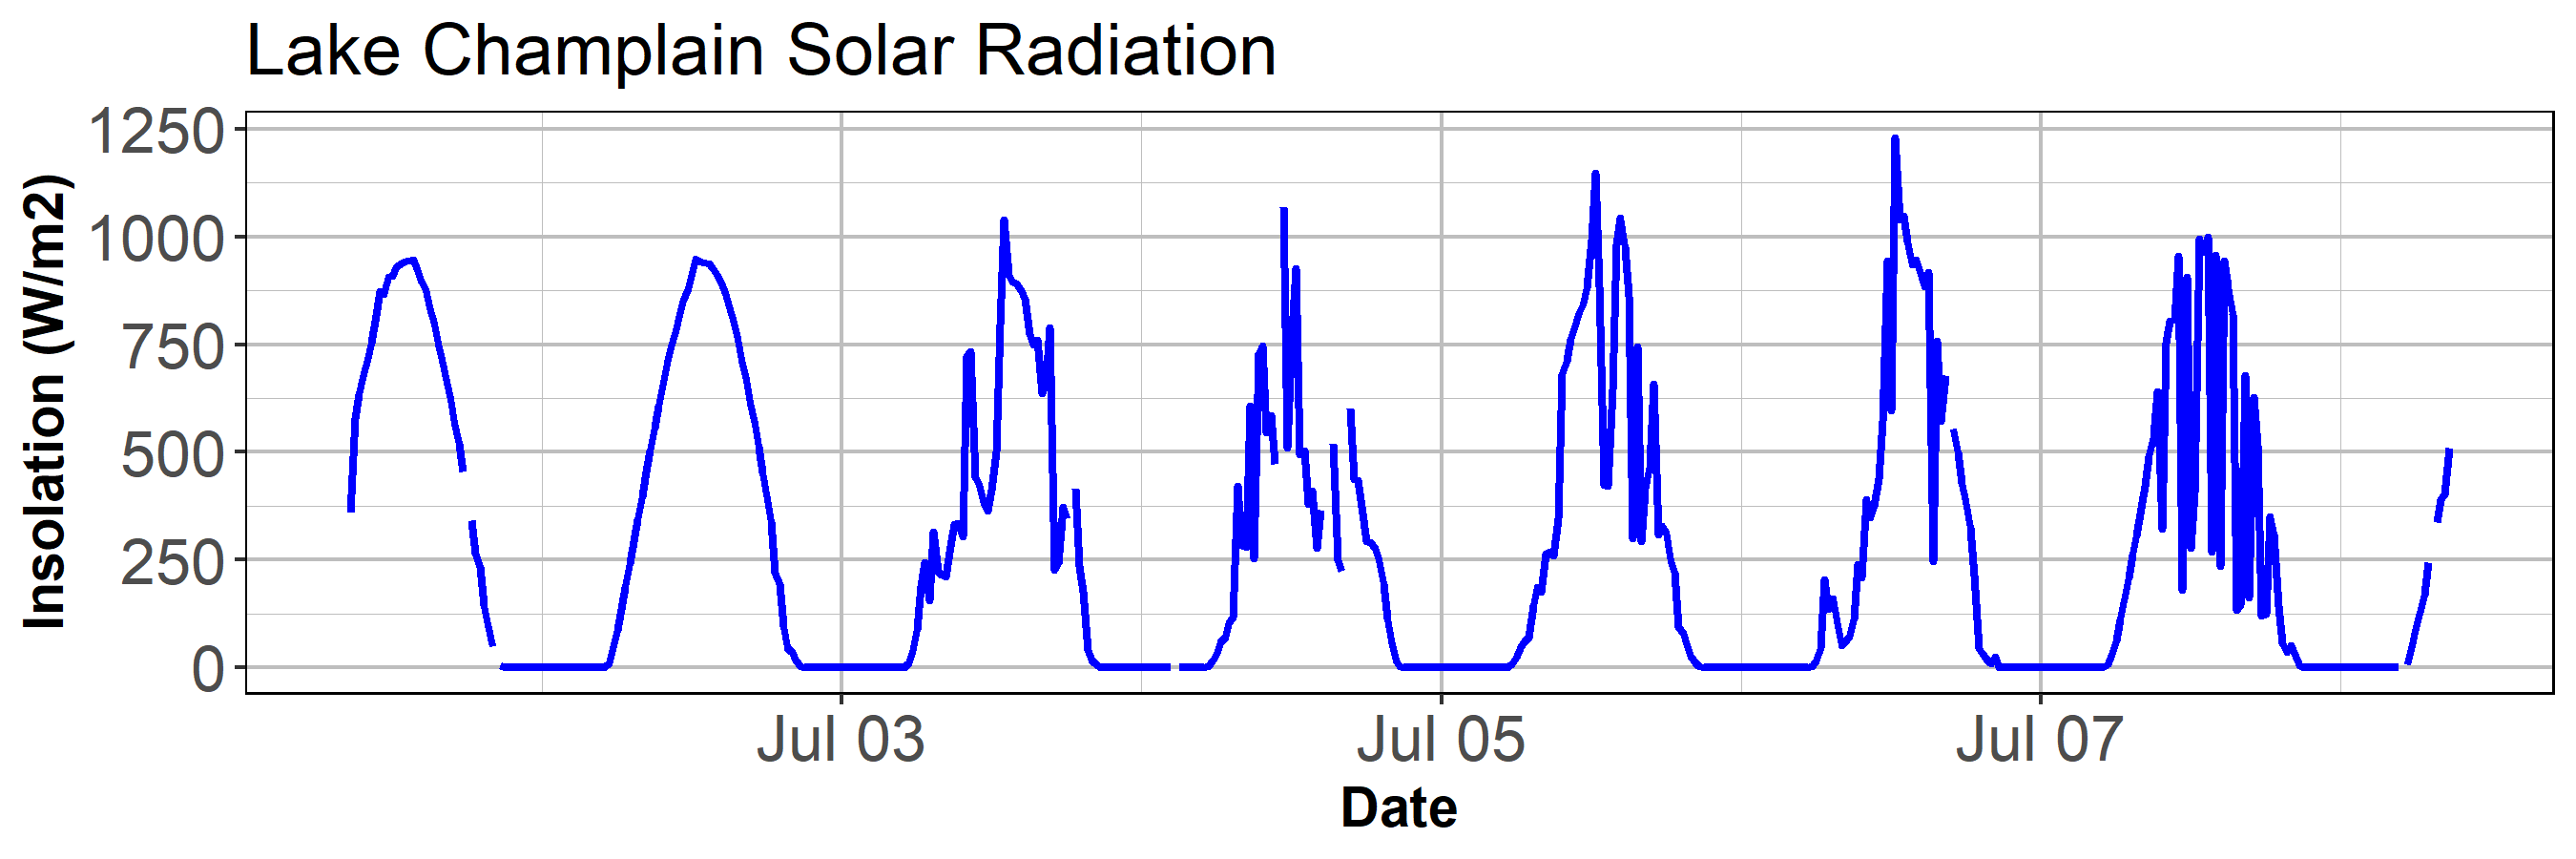 Lake Champlain Solar Radiation
1250
1000
750
500
250
0
Insolation (W/m2)
Jul 03
Jul 05
Jul 07
Date